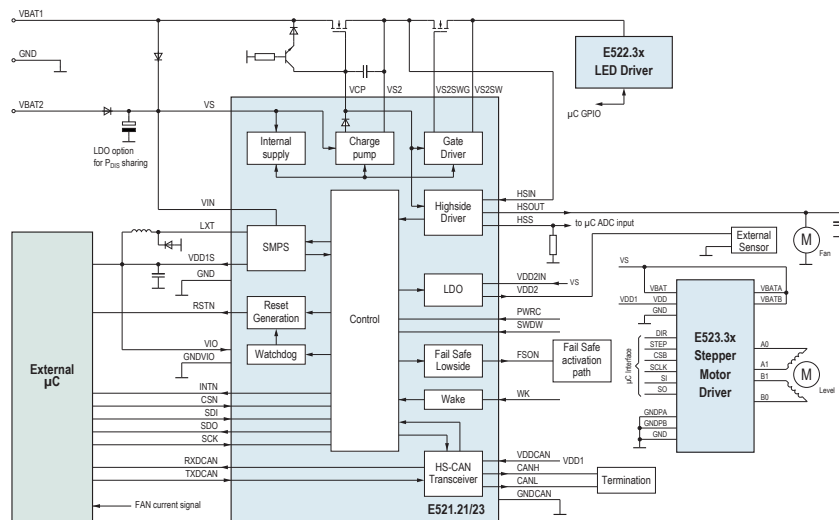 VBAT1
GND
VBAT2
LDO option
for PDIS sharing
VS
VCP
VS2
VS2SWG
VS2SW
E522.3x
LED Driver
µC GPIO
Internal
supply
Charge
pump
Gate
Driver
VIN
LXT
VDD1S
GND
SMPS
Control
Highside
Driver
HSIN
HSOUT
HSS
to µC ADC input
M
Fan
External
Sensor
LDO
VDD2IN
VS
VDD2
PWRC
SWDW
RSTN
Reset
Generation
Watchdog
VIO
GNDVIO
External
µC
Fail Safe
Lowside
FSON
Fail Safe
activation
path
Wake
WK
INTN
CSN
SDI
SDO
SCK
RXDCAN
TXDCAN
HS-CAN
Transceiver
VDDCAN
VDD1
CANH
CANL
GNDCAN
Termination
E521.21/23
FAN current signal
VS
VDD1
VBAT
VDD
GND
VBATA
VBATB
E523.3x
Stepper
Motor
Driver
µC Interface
DIR
STEP
CSB
SCLK
SI
SO
GNDPA
GNDPB
GND
A0
A1
B1
B0
M
Level